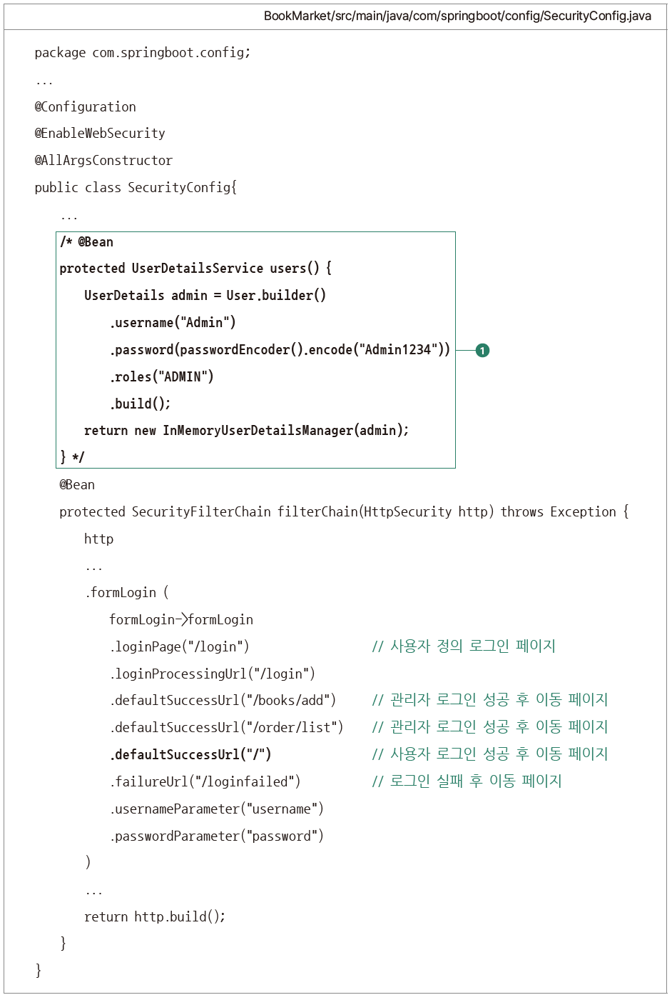 BookMarket/src/main/java/com/springboot/config/SecurityConfig.java
package com.springboot.config;
...
@Configuration
@EnableWebSecurity
@AllArgsConstructor
public class SecurityConfig{
...
/* @Bean
protected UserDetailsService users() {
UserDetails admin = User.builder()
.username("Admin")
.password(passwordEncoder().encode("Admin1234")) 1
.roles("ADMIN")
.build();
return new InMemoryUserDetailsManager(admin);
} */
@Bean
protected SecurityFilterChain filterChain(HttpSecurity http) throws Exception {
http
...
.formLogin (
formLogin->formLogin
.loginPage("/login") // 사용자 정의 로그인 페이지
.loginProcessingUrl("/login")
.defaultSuccessUrl("/books/add") // 관리자 로그인 성공 후 이동 페이지
.defaultSuccessUrl("/order/list") // 관리자 로그인 성공 후 이동 페이지
.defaultSuccessUrl("/") // 사용자 로그인 성공 후 이동 페이지
.failureUrl("/loginfailed") // 로그인 실패 후 이동 페이지
.usernameParameter("username")
.passwordParameter("password")
)
...
return http.build();
}
}